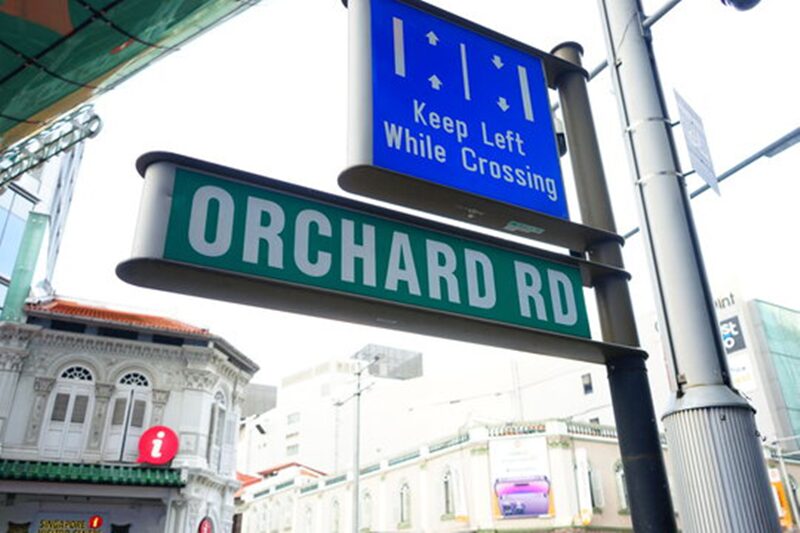 Keep Left
While Crossing
ORCHARD RD
i
SINGAPORE